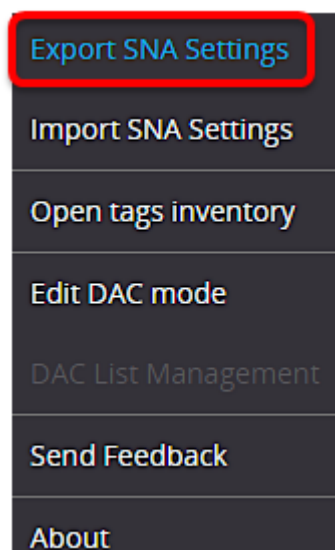 Export SNA Settings
Import SNA Settings
Open tags inventory
Edit DAC mode
DAC List Management
Send Feedback
About